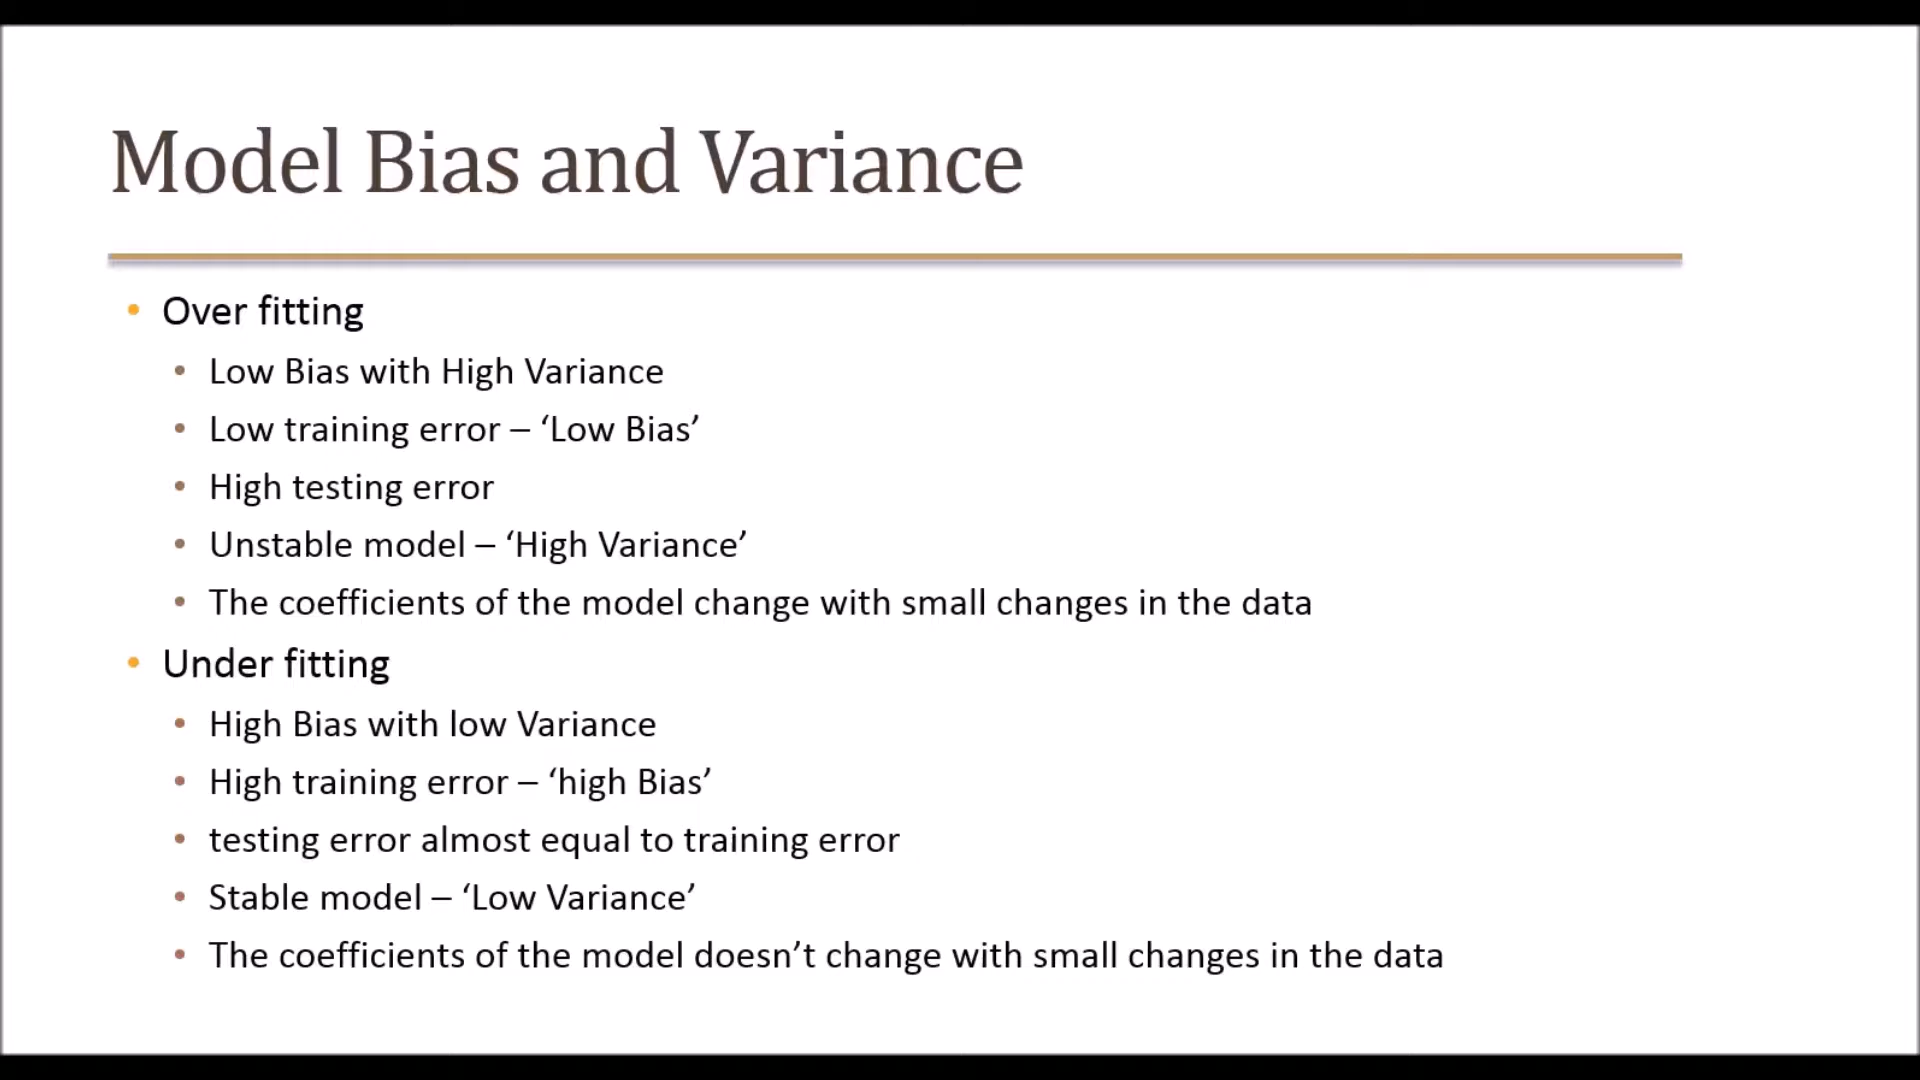 Model Bias and Variance
• Over fitting
• Low Bias with High Variance
• Low training error – ‘Low Bias’
• High testing error
• Unstable model – ‘High Variance’
• The coefficients of the model change with small changes in the data
• Under fitting
• High Bias with low Variance
• High training error – ‘high Bias’
• testing error almost equal to training error
• Stable model – ‘Low Variance’
• The coefficients of the model doesn’t change with small changes in the data